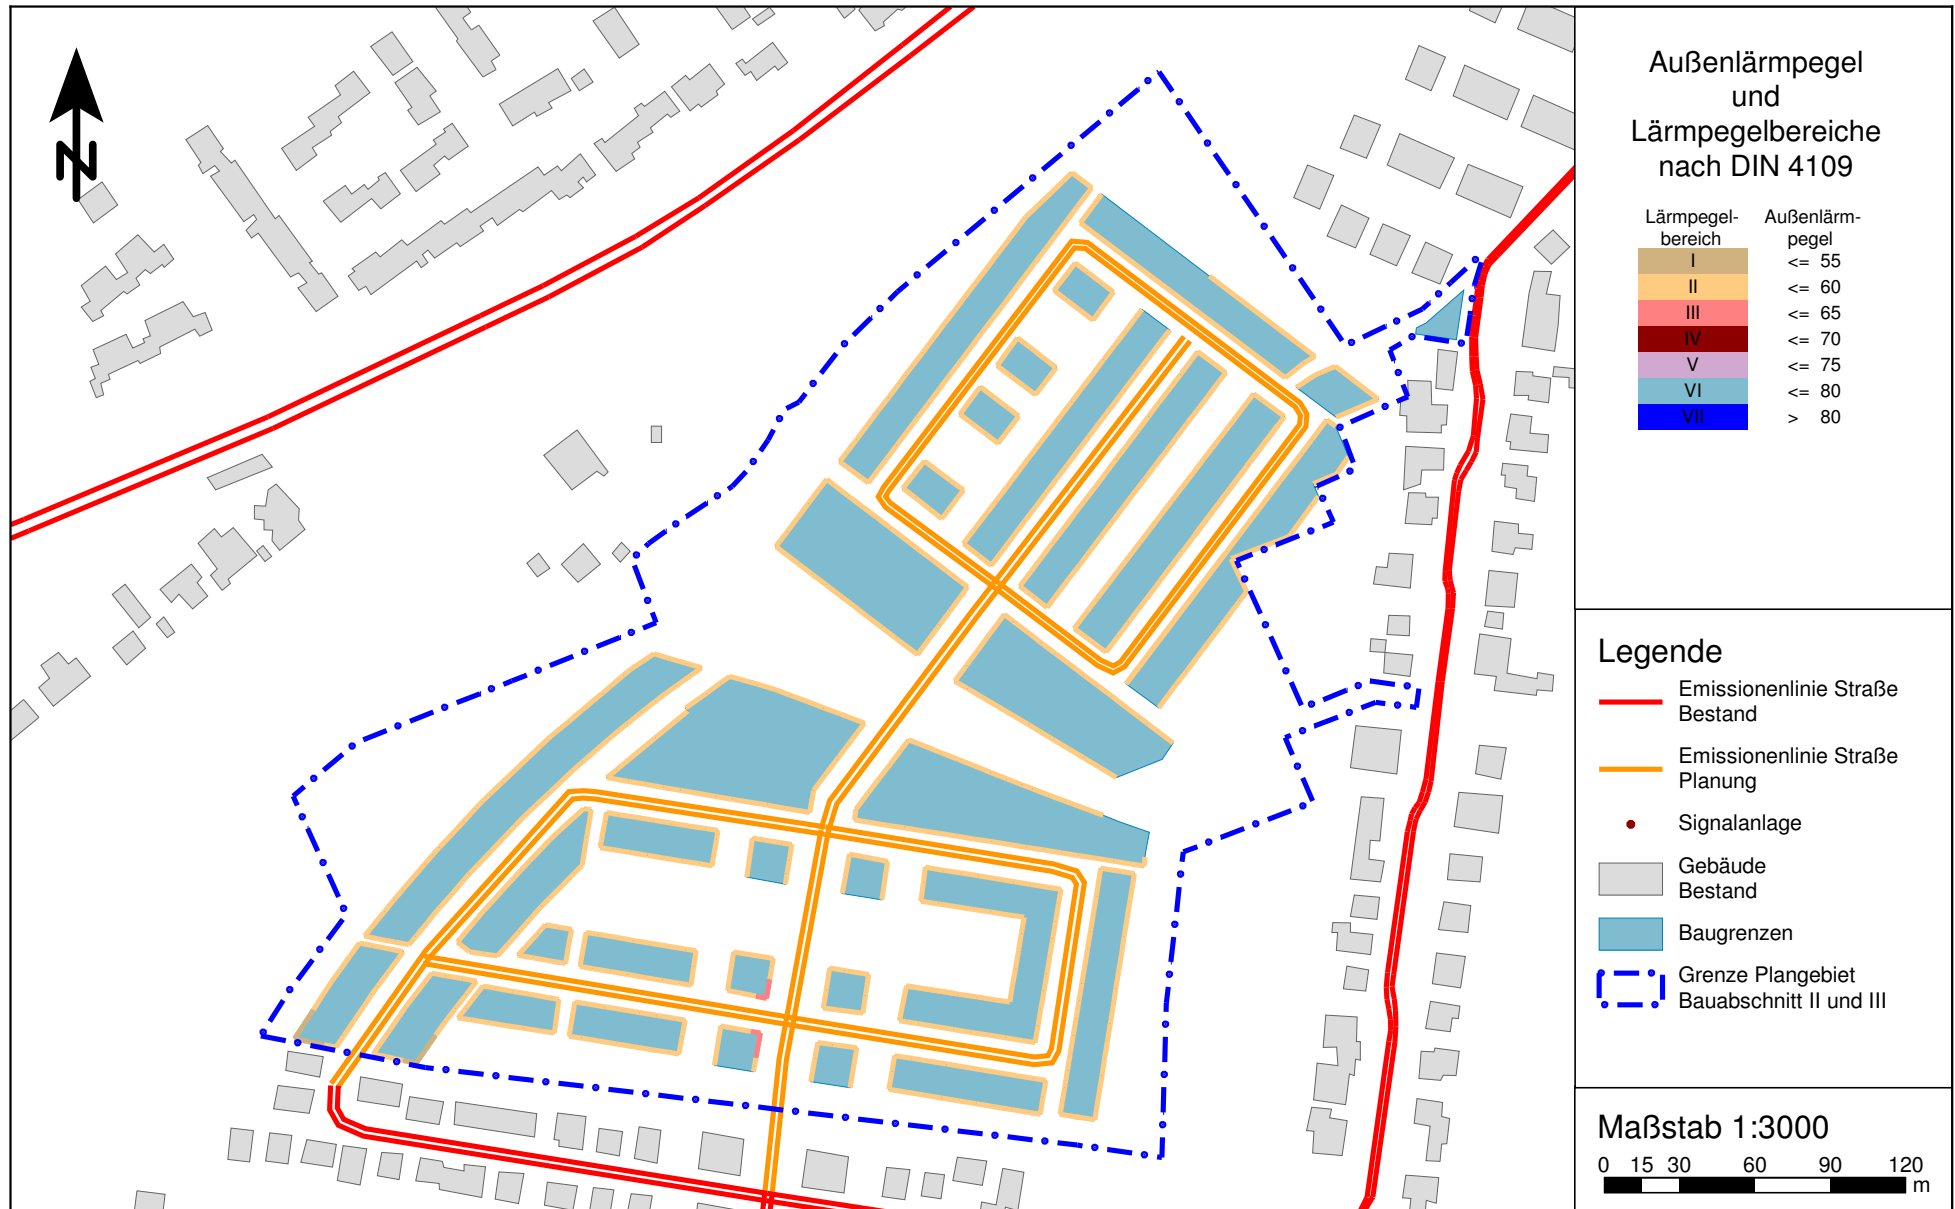 N
Außenlärmpegel
und
Lärmpegelbereiche
nach DIN 4109
Lärmpegel- Außenlärm-
bereich pegel
I <= 55
II <= 60
III <= 65
IV <= 70
V <= 75
VI <= 80
VII > 80
Legende
Emissionenlinie Straße
Bestand
Emissionenlinie Straße
Planung
Signalanlage
Gebäude
Bestand
Baugrenzen
Grenze Plangebiet
Bauabschnitt II und III
Maßstab 1:3000
0 15 30 60 90 120
m